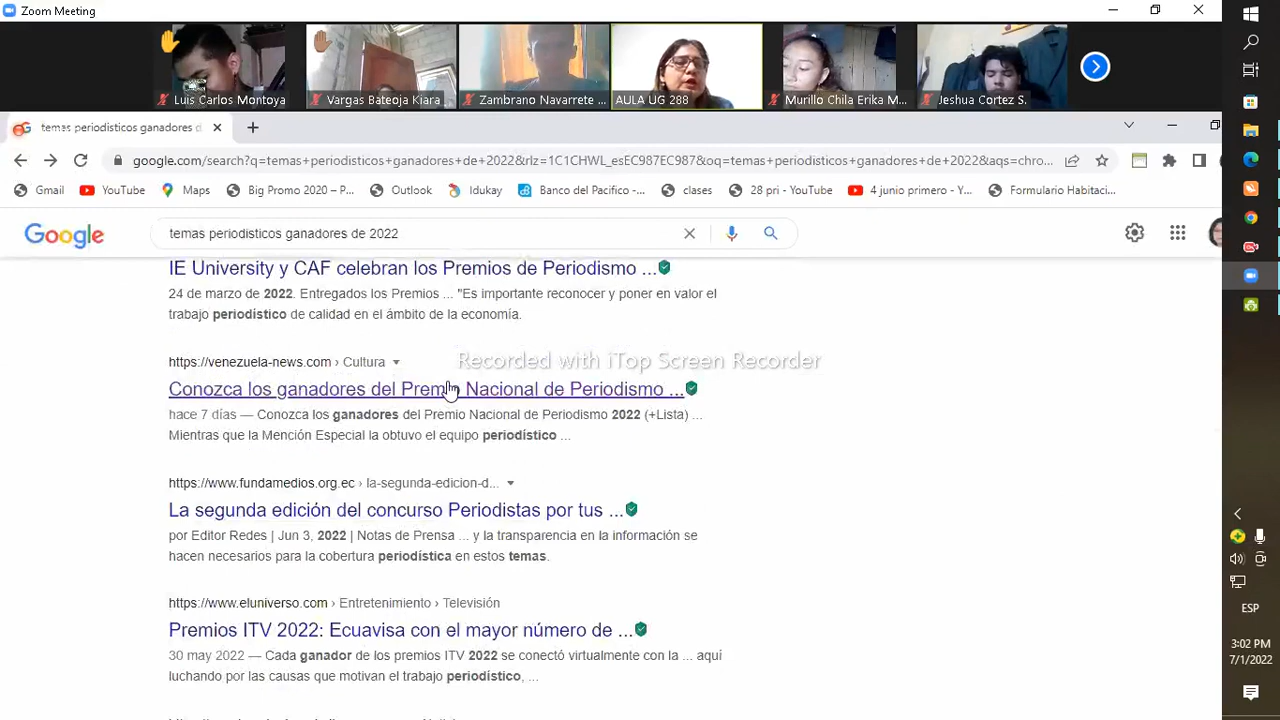 Zoom Meeting
Luis Carlos Montoya
Vargas Bateoja Kiara
Zambrano Navarrete ...
AULA UG 288
Murillo Chila Erika M...
Jeshua Cortez S.
temas periodisticos ganadores d
google.com/search?q=temas+periodisticos+ganadores+de+2022&rlz=1C1CHWL_esEC987EC987&oq=temas+periodisticos+ganadores+de+2022&aqs=chro...
Gmail
YouTube
Maps
Big Promo 2020 – P...
Outlook
Idukay
Banco del Pacifico -...
clases
28 pri - YouTube
4 junio primero - Y...
Formulario Habitaci...
Google
temas periodisticos ganadores de 2022
IE University y CAF celebran los Premios de Periodismo ...
24 de marzo de 2022. Entregados los Premios ... "Es importante reconocer y poner en valor el
trabajo periodístico de calidad en el ámbito de la economía.
https://venezuela-news.com › Cultura
Recorded with iTop Screen Recorder
Conozca los ganadores del Premio Nacional de Periodismo ...
hace 7 días — Conozca los ganadores del Premio Nacional de Periodismo 2022 (+Lista) ...
Mientras que la Mención Especial la obtuvo el equipo periodístico ...
https://www.fundamedios.org.ec › la-segunda-edicion-d...
La segunda edición del concurso Periodistas por tus ...
por Editor Redes | Jun 3, 2022 | Notas de Prensa ... y la transparencia en la información se
hacen necesarios para la cobertura periodística en estos temas.
https://www.eluniverso.com › Entretenimiento › Televisión
Premios ITV 2022: Ecuavisa con el mayor número de ...
30 may 2022 — Cada ganador de los premios ITV 2022 se conectó virtualmente con la ... aquí
luchando por las causas que motivan el trabajo periodístico, ...
ESP
3:02 PM
7/1/2022